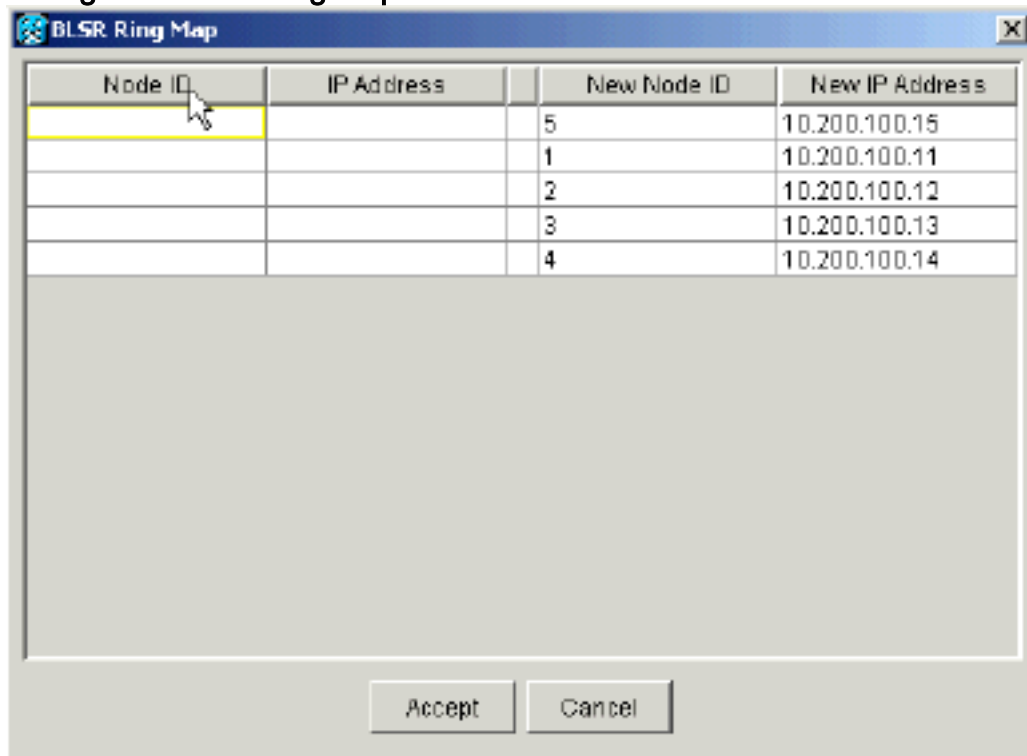 BLSR Ring Map
Node ID IP Address New Node ID New IP Address
5 10.200.100.15
1 10.200.100.11
2 10.200.100.12
3 10.200.100.13
4 10.200.100.14
Accept Cancel